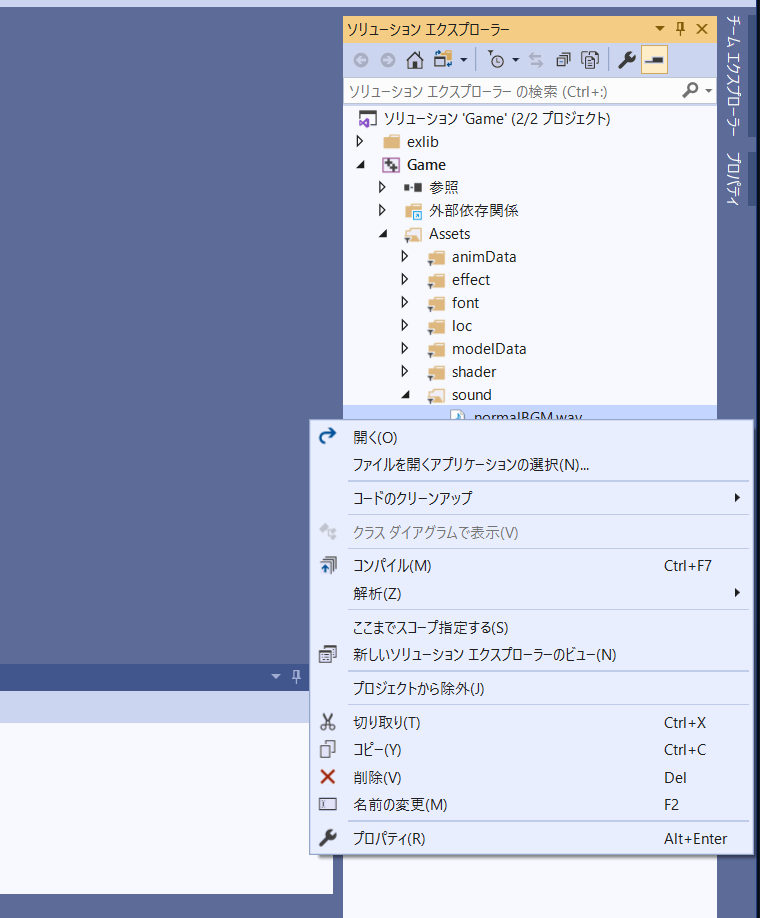 ソリューション エクスプローラー
ソリューション エクスプローラー の検索 (Ctrl+:)
ソリューション 'Game' (2/2 プロジェクト)
exlib
Game
参照
外部依存関係
Assets
animData
effect
font
loc
modelData
shader
sound
normalBGM.wav
開く(O)
ファイルを開くアプリケーションの選択(N)...
コードのクリーンアップ
クラス ダイアグラムで表示(V)
コンパイル(M) Ctrl+F7
解析(Z)
ここまでスコープ指定する(S)
新しいソリューション エクスプローラーのビュー(N)
プロジェクトから除外(J)
切り取り(T) Ctrl+X
コピー(Y) Ctrl+C
削除(V) Del
名前の変更(M) F2
プロパティ(R) Alt+Enter
チーム エクスプローラー
プロパティ